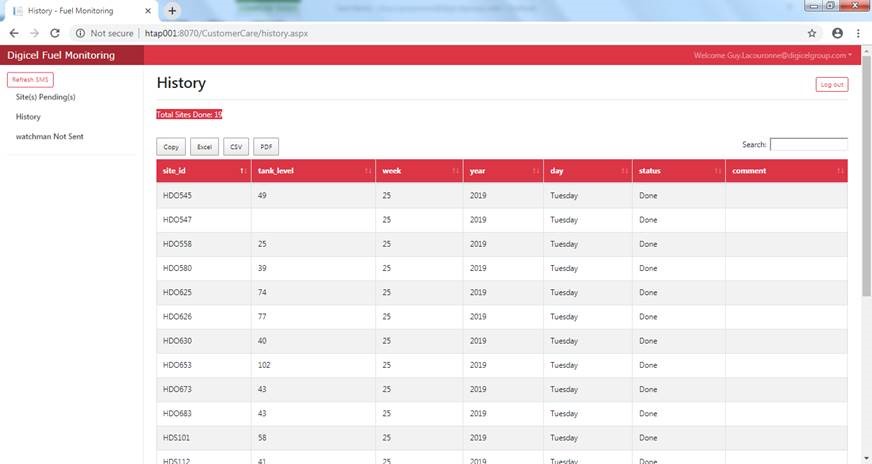 History - Fuel Monitoring
Not secure htap001:8070/CustomerCare/history.aspx
Digicel Fuel Monitoring
Welcome Guy.Lacouronne@digicelgroup.com
Refresh SMS
Site(s) Pending(s)
History
watchman Not Sent
History
Log out
Total Sites Done: 19
Copy Excel CSV PDF
Search:
site_id tank_level week year day status comment
HDO545 49 25 2019 Tuesday Done
HDO547 25 2019 Tuesday Done
HDO558 25 25 2019 Tuesday Done
HDO580 39 25 2019 Tuesday Done
HDO625 74 25 2019 Tuesday Done
HDO626 77 25 2019 Tuesday Done
HDO630 40 25 2019 Tuesday Done
HDO653 102 25 2019 Tuesday Done
HDO673 43 25 2019 Tuesday Done
HDO683 43 25 2019 Tuesday Done
HDS101 58 25 2019 Tuesday Done
HDS112 41 25 2019 Tuesday Done